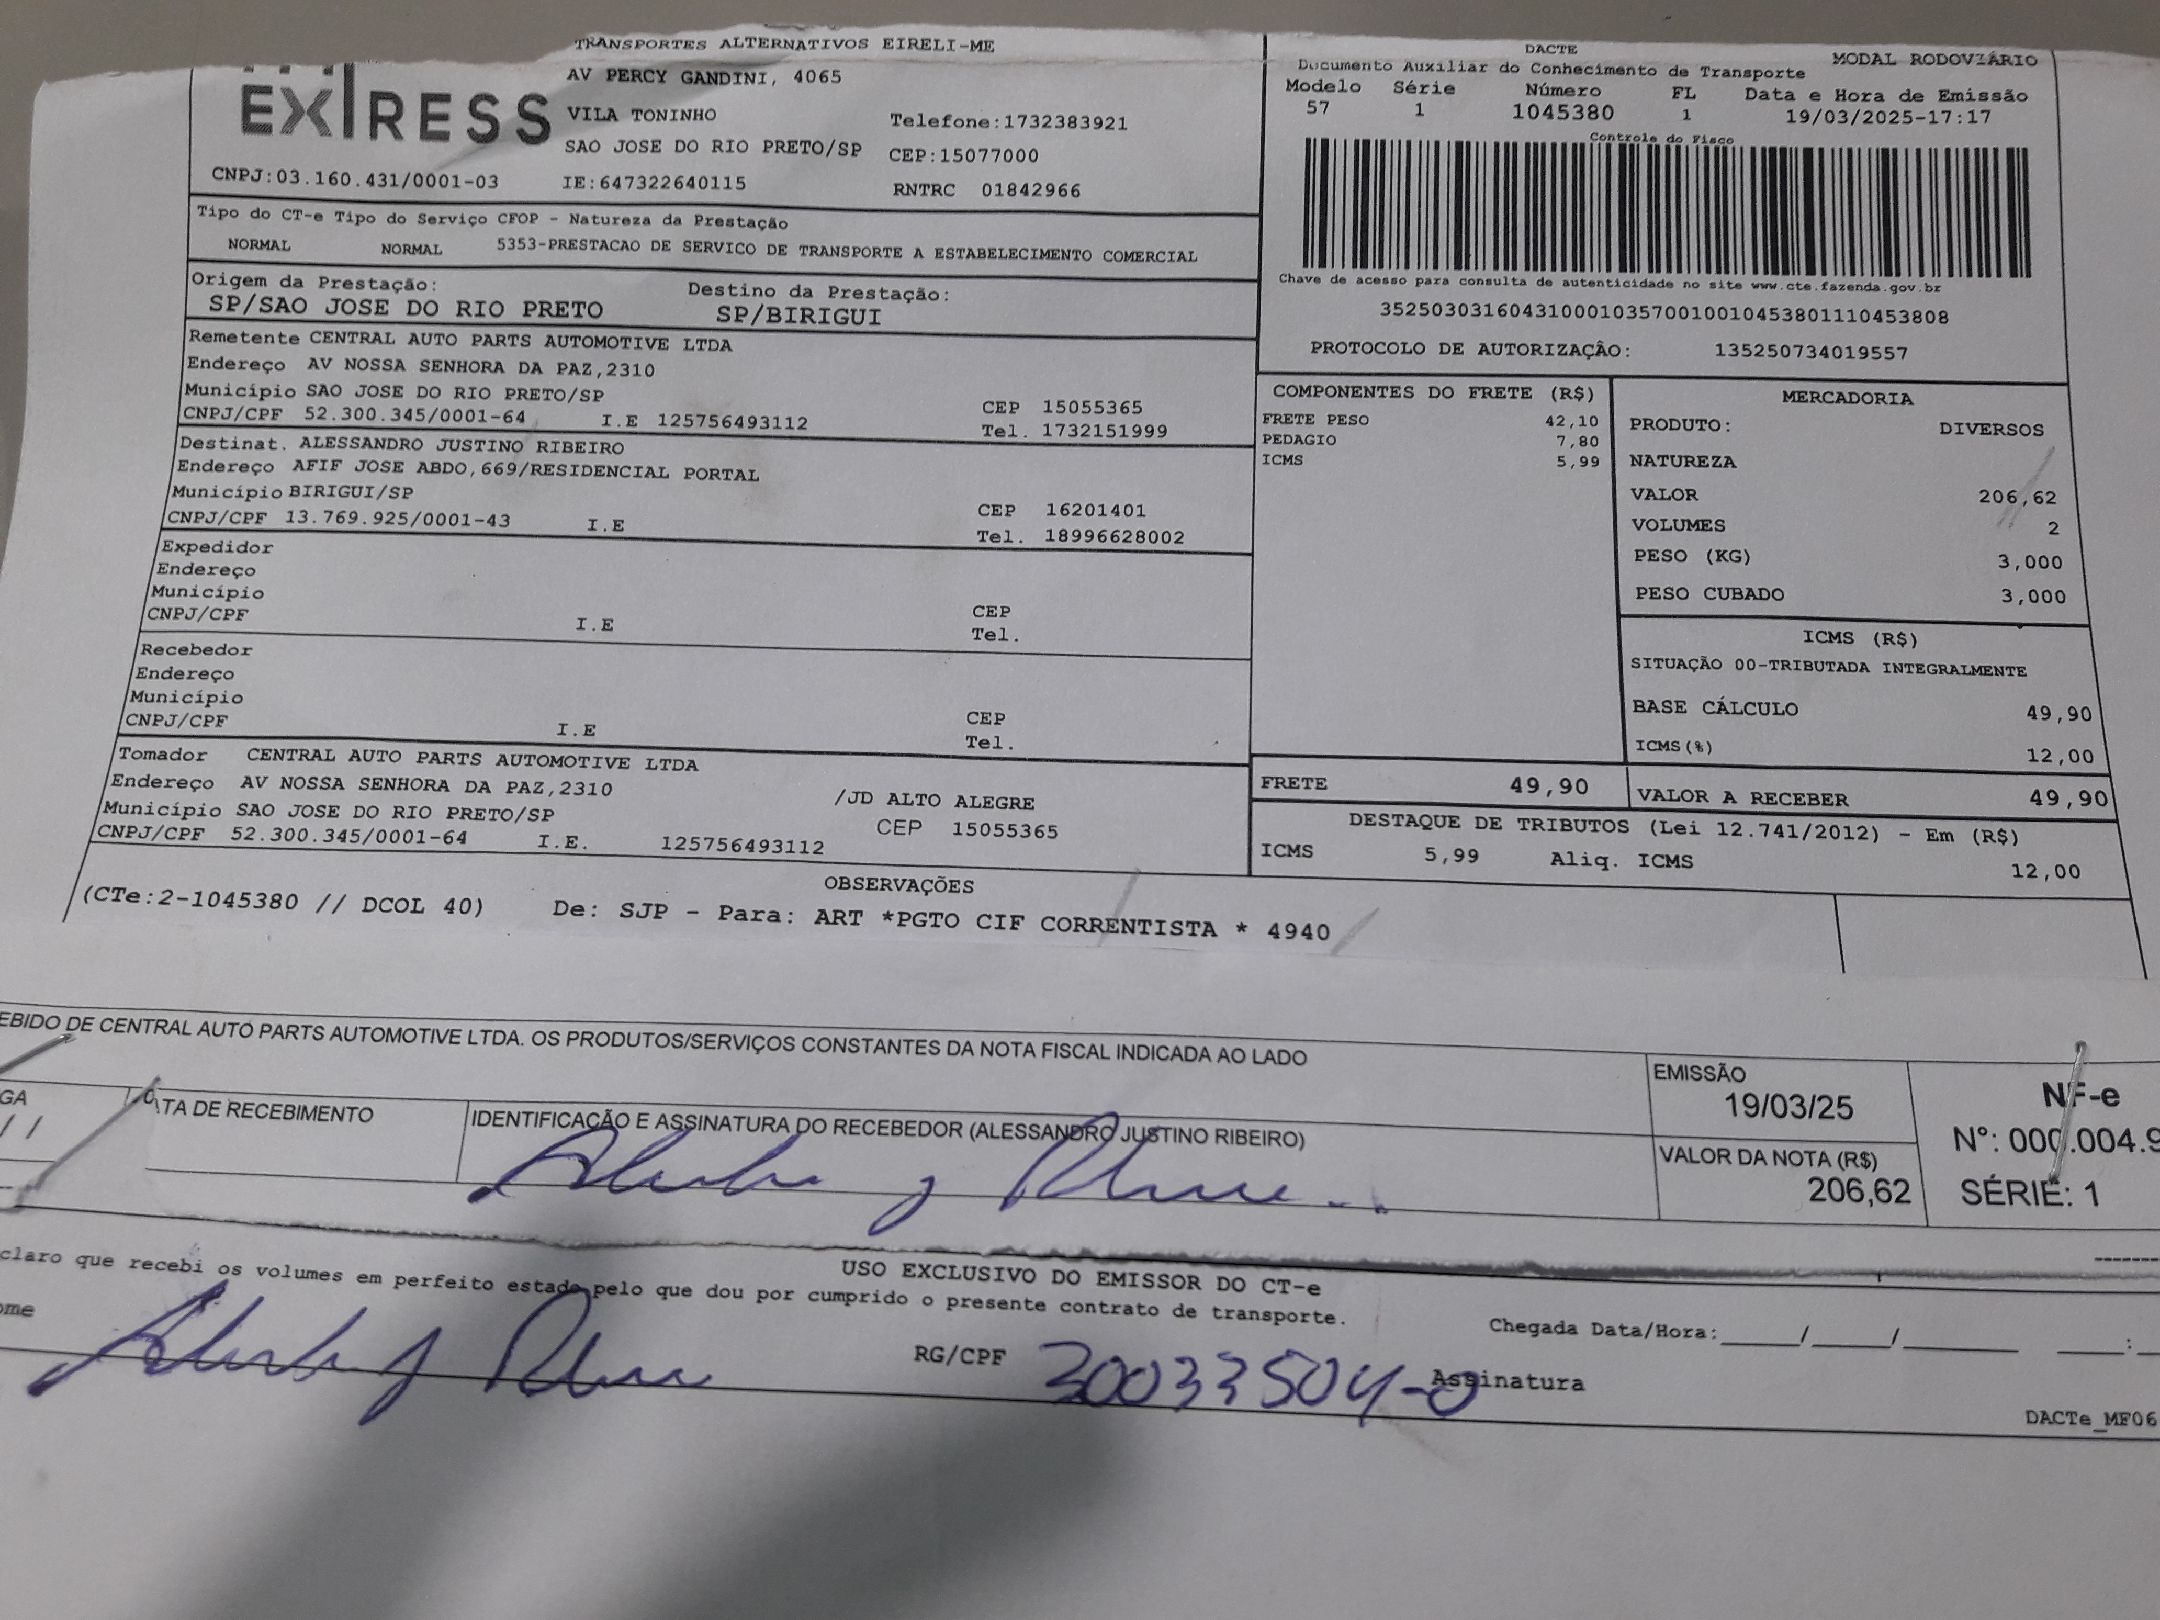 TRANSPORTES ALTERNATIVOS EIRELI-ME
EXPRESS
AV PERCY GANDINI, 4065
VILA TONINHO
Telefone:1732383921
SAO JOSE DO RIO PRETO/SP
CEP:15077000
CNPJ:03.160.431/0001-03
IE:647322640115
RNTRC 01842966
DACTE
MODAL RODOVIÁRIO
Documento Auxiliar do Conhecimento de Transporte
Modelo Série Número FL Data e Hora de Emissão
57 1 1045380 1 19/03/2025-17:17
Controle do Fisco
Chave de acesso para consulta de autenticidade no site www.cte.fazenda.gov.br
35250303160431000103570010010453801110453808
PROTOCOLO DE AUTORIZAÇÃO: 135250734019557
Tipo do CT-e Tipo do Serviço CFOP - Natureza da Prestação
NORMAL NORMAL 5353-PRESTACAO DE SERVICO DE TRANSPORTE A ESTABELECIMENTO COMERCIAL
Origem da Prestação: Destino da Prestação:
SP/SAO JOSE DO RIO PRETO SP/BIRIGUI
Remetente CENTRAL AUTO PARTS AUTOMOTIVE LTDA
Endereço AV NOSSA SENHORA DA PAZ,2310
Município SAO JOSE DO RIO PRETO/SP CEP 15055365
CNPJ/CPF 52.300.345/0001-64 I.E 125756493112 Tel. 1732151999
Destinat. ALESSANDRO JUSTINO RIBEIRO
Endereço AFIF JOSE ABDO,669/RESIDENCIAL PORTAL
Município BIRIGUI/SP CEP 16201401
CNPJ/CPF 13.769.925/0001-43 I.E Tel. 18996628002
Expedidor
Endereço
Município CEP
CNPJ/CPF I.E Tel.
Recebedor
Endereço
Município CEP
CNPJ/CPF I.E Tel.
Tomador CENTRAL AUTO PARTS AUTOMOTIVE LTDA
Endereço AV NOSSA SENHORA DA PAZ,2310 /JD ALTO ALEGRE
Município SAO JOSE DO RIO PRETO/SP CEP 15055365
CNPJ/CPF 52.300.345/0001-64 I.E. 125756493112
COMPONENTES DO FRETE (R$)
FRETE PESO 42,10
PEDAGIO 7,80
ICMS 5,99
MERCADORIA
PRODUTO: DIVERSOS
NATUREZA
VALOR 206,62
VOLUMES 2
PESO (KG) 3,000
PESO CUBADO 3,000
ICMS (R$)
SITUAÇÃO 00-TRIBUTADA INTEGRALMENTE
BASE CÁLCULO 49,90
ICMS(%) 12,00
FRETE 49,90 VALOR A RECEBER 49,90
DESTAQUE DE TRIBUTOS (Lei 12.741/2012) - Em (R$)
ICMS 5,99 Aliq. ICMS 12,00
OBSERVAÇÕES
(CTe:2-1045380 // DCOL 40) De: SJP - Para: ART *PGTO CIF CORRENTISTA * 4940
EBIDO DE CENTRAL AUTO PARTS AUTOMOTIVE LTDA. OS PRODUTOS/SERVIÇOS CONSTANTES DA NOTA FISCAL INDICADA AO LADO
GA
/ /
DATA DE RECEBIMENTO
IDENTIFICAÇÃO E ASSINATURA DO RECEBEDOR (ALESSANDRO JUSTINO RIBEIRO)
EMISSÃO
19/03/25
VALOR DA NOTA (R$)
206,62
NF-e
Nº: 000.004.9
SÉRIE: 1
USO EXCLUSIVO DO EMISSOR DO CT-e
claro que recebi os volumes em perfeito estado pelo que dou por cumprido o presente contrato de transporte.
ome
RG/CPF 30033504-0
Chegada Data/Hora:_____/_____/_______ ____:
Assinatura
DACTe_MF06